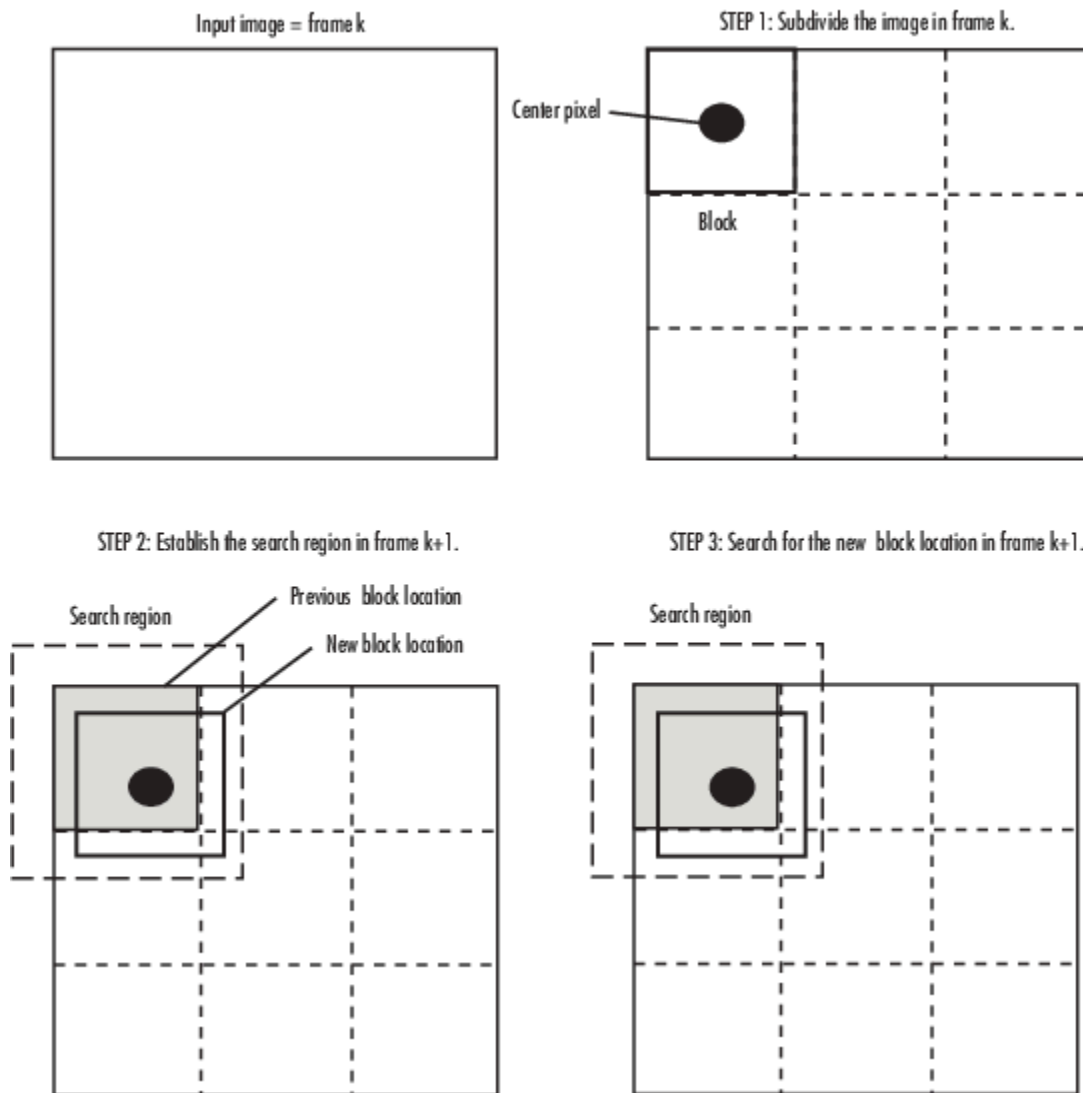 Input image = frame k
STEP 1: Subdivide the image in frame k.
Center pixel
Block
STEP 2: Establish the search region in frame k+1.
STEP 3: Search for the new block location in frame k+1.
Previous block location
Search region
New block location
Search region